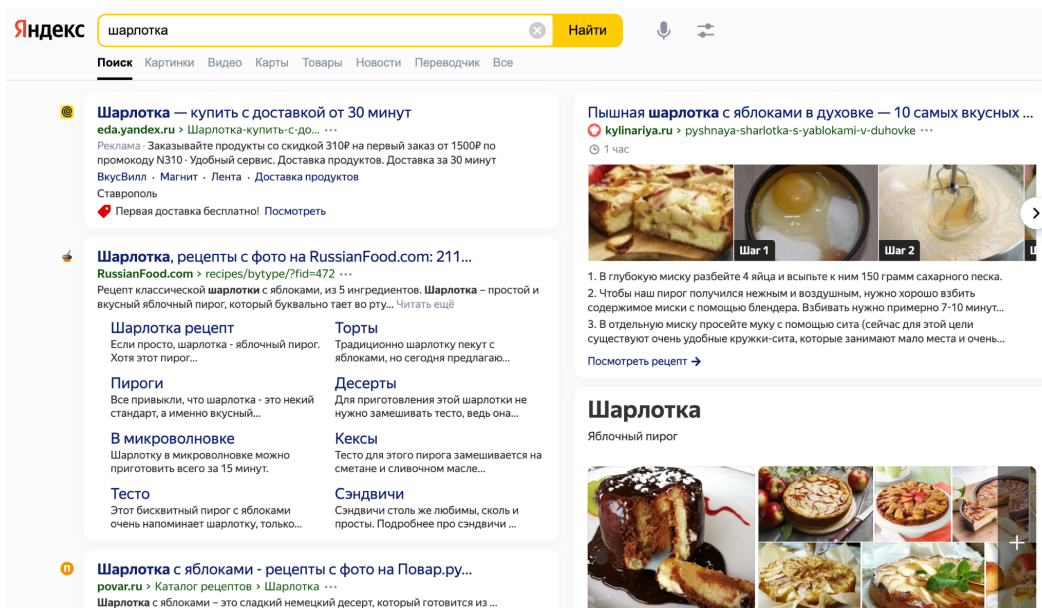 Яндекс
шарлотка
Найти
Поиск Картинки Видео Карты Товары Новости Переводчик Все
Шарлотка — купить с доставкой от 30 минут
eda.yandex.ru › Шарлотка-купить-с-до...
Реклама · Заказывайте продукты со скидкой 310₽ на первый заказ от 1500₽ по
промокоду N310 · Удобный сервис. Доставка продуктов. Доставка за 30 минут
ВкусВилл · Магнит · Лента · Доставка продуктов
Ставрополь
Первая доставка бесплатно! Посмотреть
Шарлотка, рецепты с фото на RussianFood.com: 211...
RussianFood.com › recipes/bytype/?fid=472
Рецепт классической шарлотки с яблоками, из 5 ингредиентов. Шарлотка – простой и
вкусный яблочный пирог, который буквально тает во рту... Читать ещё
Шарлотка рецепт
Если просто, шарлотка - яблочный пирог.
Хотя этот пирог...
Торты
Традиционно шарлотку пекут с
яблоками, но сегодня предлагаю...
Пироги
Все привыкли, что шарлотка - это некий
стандарт, а именно вкусный...
Десерты
Для приготовления этой шарлотки не
нужно замешивать тесто, ведь она...
В микроволновке
Шарлотку в микроволновке можно
приготовить всего за 15 минут.
Кексы
Тесто для этого пирога замешивается на
сметане и сливочном масле...
Тесто
Этот бисквитный пирог с яблоками
очень напоминает шарлотку, только...
Сэндвичи
Сэндвичи столь же любимы, сколь и
просты. Подробнее про сэндвичи ...
Шарлотка с яблоками - рецепты с фото на Повар.ру...
povar.ru › Каталог рецептов › Шарлотка
Шарлотка с яблоками – это сладкий немецкий десерт, который готовится из ...
Пышная шарлотка с яблоками в духовке — 10 самых вкусных ...
kylinariya.ru › pyshnaya-sharlotka-s-yablokami-v-duhovke
1 час
Шаг 1
Шаг 2
1. В глубокую миску разбейте 4 яйца и всыпьте к ним 150 грамм сахарного песка.
2. Чтобы наш пирог получился нежным и воздушным, нужно хорошо взбить
содержимое миски с помощью блендера. Взбивать нужно примерно 7-10 минут...
3. В отдельную миску просейте муку с помощью сита (сейчас для этой цели
существуют очень удобные кружки-сита, которые занимают мало места и очень...
Посмотреть рецепт →
Шарлотка
Яблочный пирог